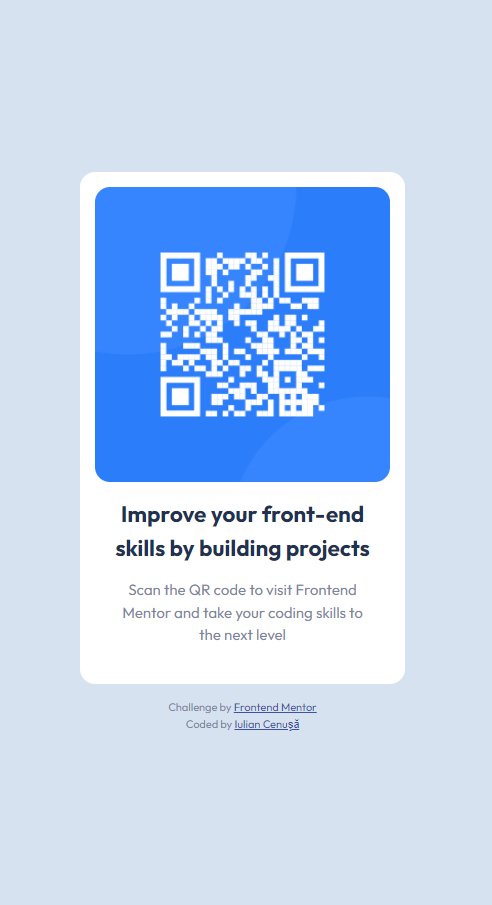 Improve your front-end
skills by building projects
Scan the QR code to visit Frontend
Mentor and take your coding skills to
the next level
Challenge by Frontend Mentor
Coded by Iulian Cenușă